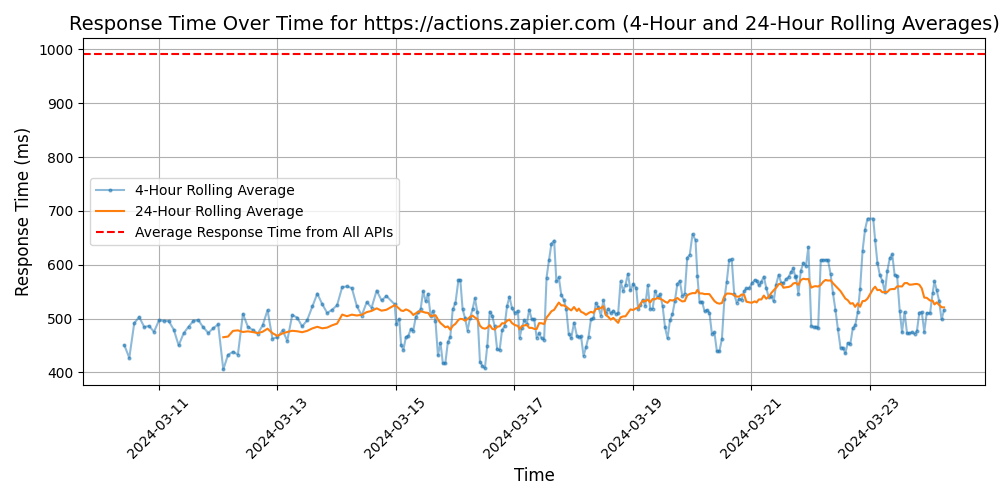 Response Time Over Time for https://actions.zapier.com (4-Hour and 24-Hour Rolling Averages)
Response Time (ms)
1000
900
800
700
600
500
400
4-Hour Rolling Average
24-Hour Rolling Average
Average Response Time from All APIs
2024-03-11
2024-03-13
2024-03-15
2024-03-17
2024-03-19
2024-03-21
2024-03-23
Time